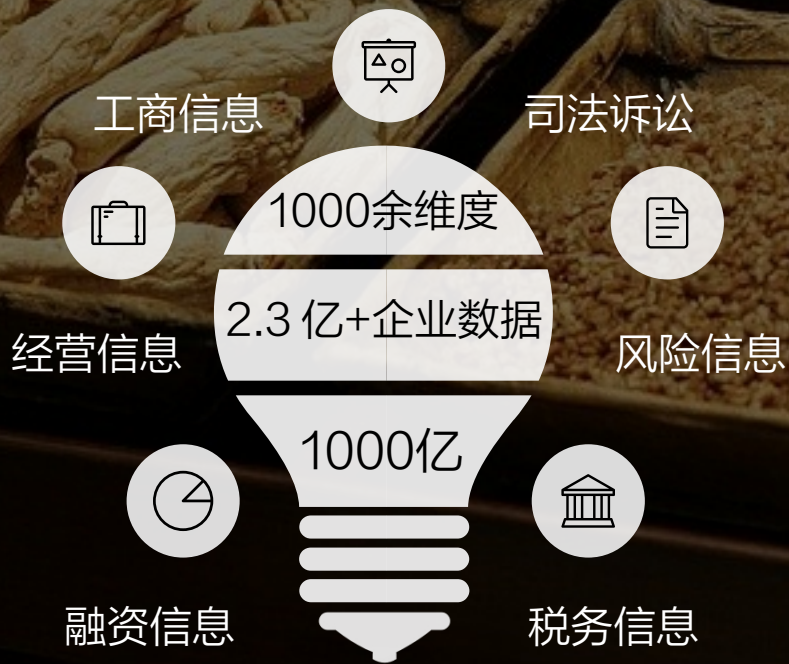 工商信息
司法诉讼
1000余维度
2.3 亿+企业数据
经营信息
风险信息
1000亿
融资信息
税务信息